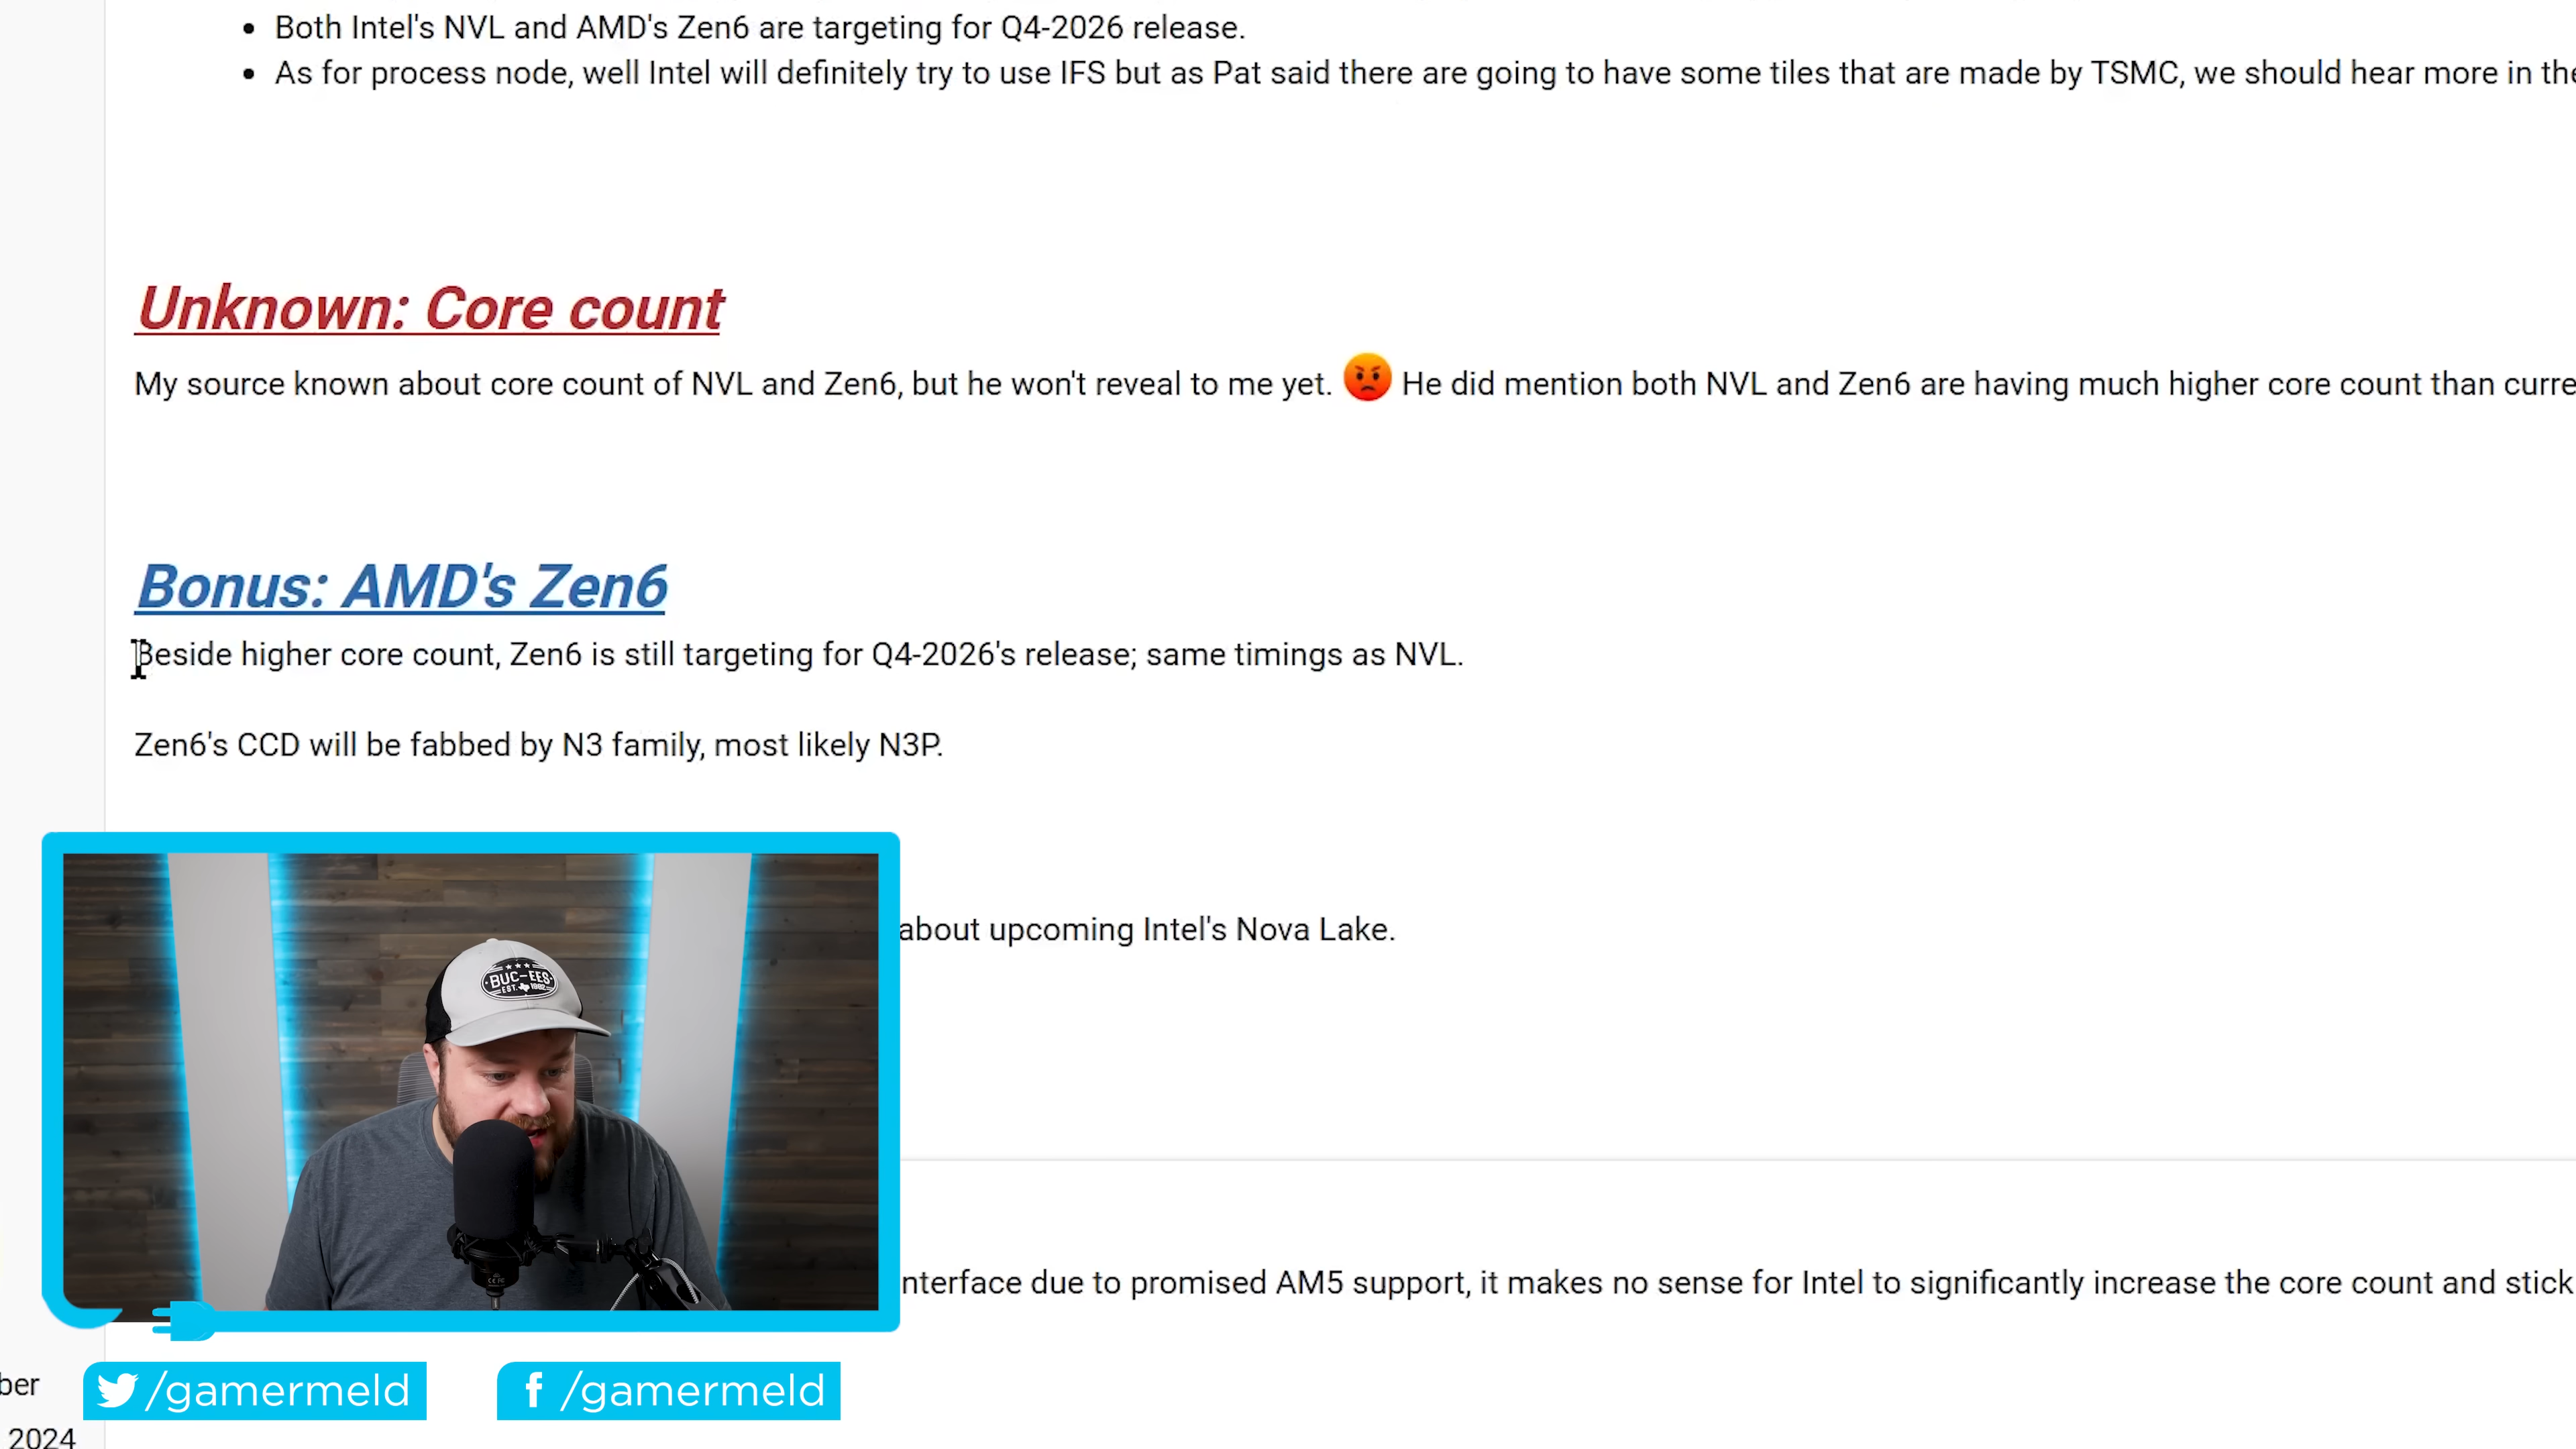 Both Intel's NVL and AMD's Zen6 are targeting for Q4-2026 release.
As for process node, well Intel will definitely try to use IFS but as Pat said there are going to have some tiles that are made by TSMC, we should hear more in the
Unknown: Core count
My source known about core count of NVL and Zen6, but he won't reveal to me yet. 😡 He did mention both NVL and Zen6 are having much higher core count than curre
Bonus: AMD's Zen6
Beside higher core count, Zen6 is still targeting for Q4-2026's release; same timings as NVL.
Zen6's CCD will be fabbed by N3 family, most likely N3P.
about upcoming Intel's Nova Lake.
BUC-EES
EST. 1982
nterface due to promised AM5 support, it makes no sense for Intel to significantly increase the core count and stick
ber
/gamermeld
/gamermeld
2024